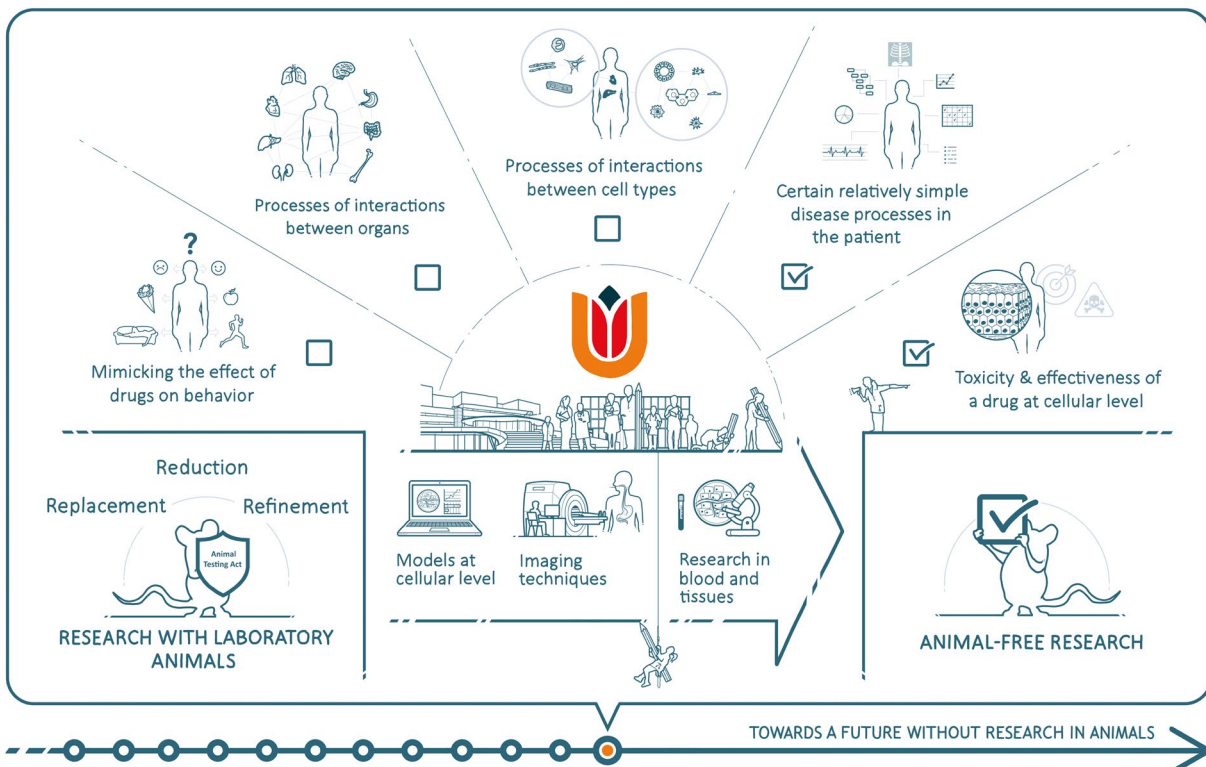 Processes of interactions
between organs
Processes of interactions
between cell types
Certain relatively simple
disease processes in
the patient
?
Mimicking the effect of
drugs on behavior
Toxicity & effectiveness of
a drug at cellular level
Reduction
Replacement
Refinement
Animal
Testing Act
RESEARCH WITH LABORATORY
ANIMALS
Models at
cellular level
Imaging
techniques
Research in
blood and
tissues
ANIMAL-FREE RESEARCH
TOWARDS A FUTURE WITHOUT RESEARCH IN ANIMALS